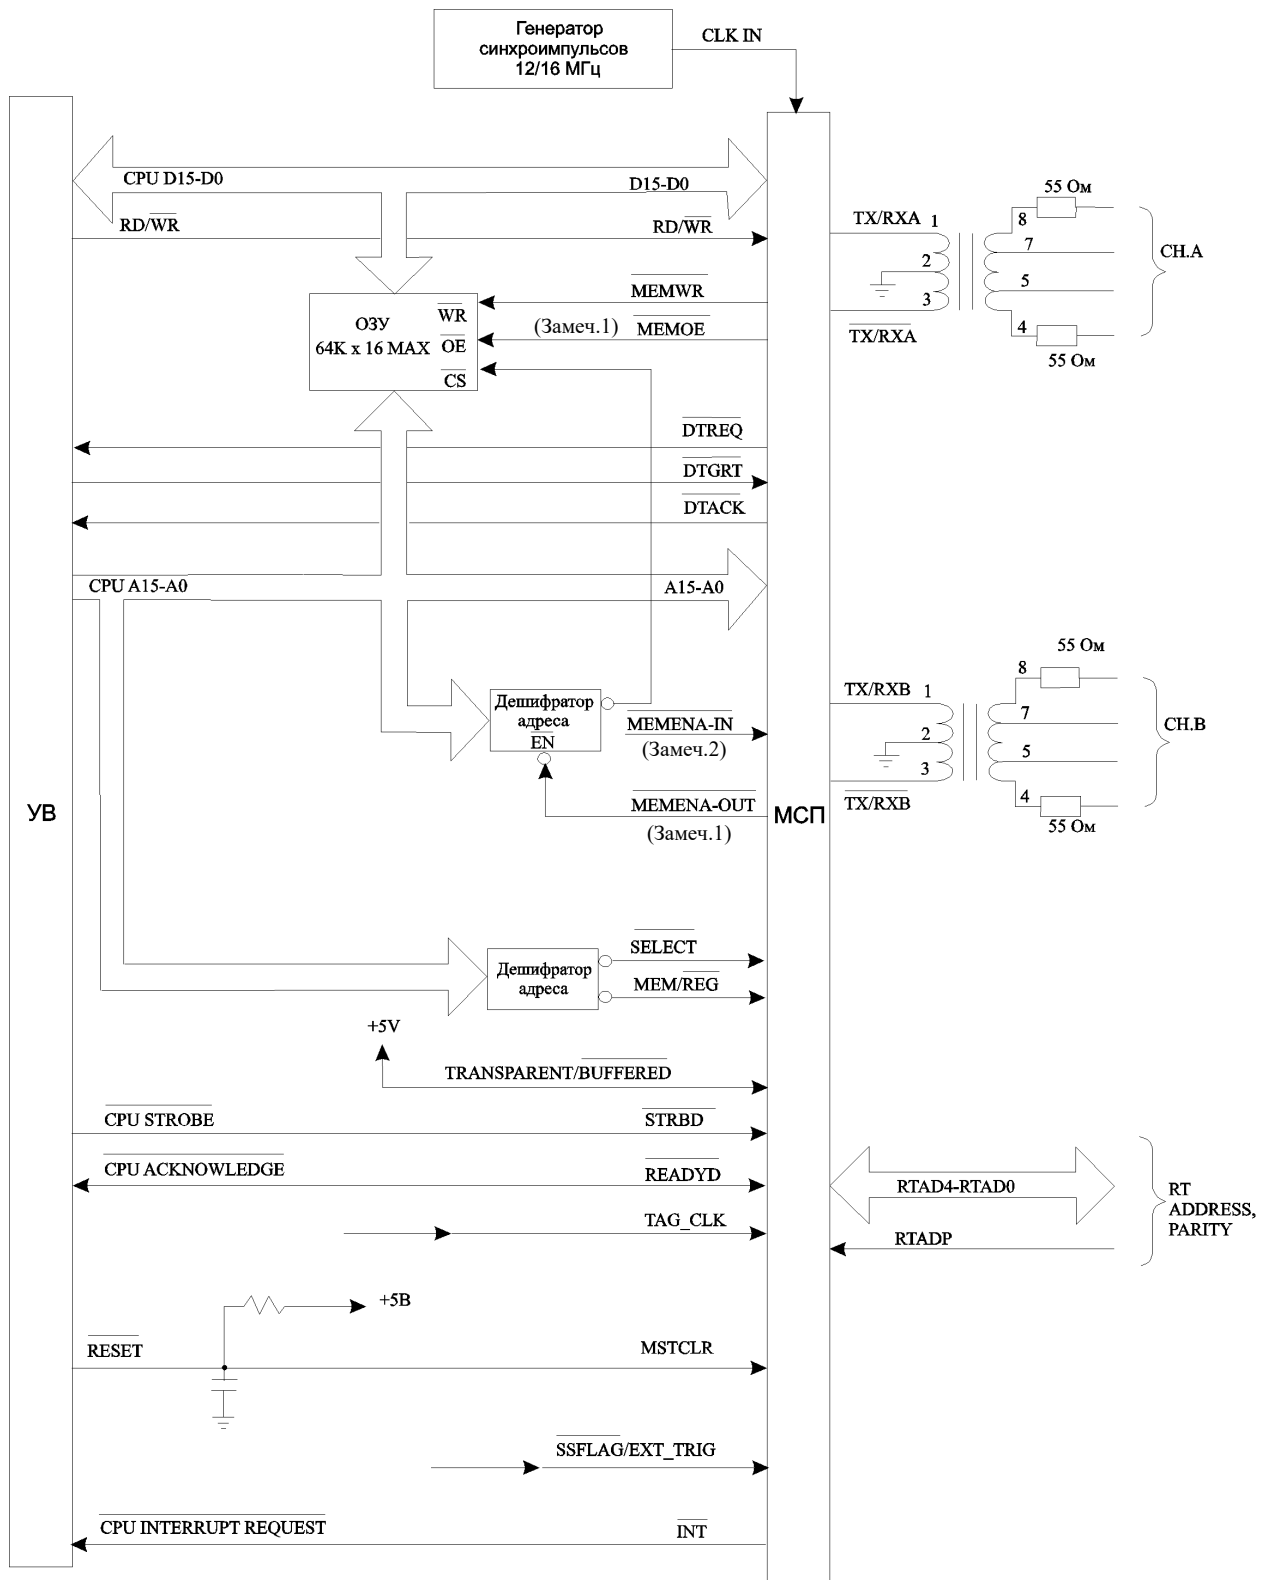 Генератор
синхроимпульсов
12/16 МГц
CLK IN
CPU D15-D0
D15-D0
RD/WR
RD/WR
ОЗУ
64K x 16 MAX
WR
OE
CS
MEMWR
(Замеч.1)
MEMOE
DTREQ
DTGRT
DTACK
CPU A15-A0
A15-A0
Дешифратор
адреса
EN
MEMENA-IN
(Замеч.2)
MEMENA-OUT
(Замеч.1)
УВ
МСП
Дешифратор
адреса
SELECT
MEM/REG
+5V
TRANSPARENT/BUFFERED
CPU STROBE
STRBD
CPU ACKNOWLEDGE
READYD
TAG_CLK
+5В
RESET
MSTCLR
SSFLAG/EXT_TRIG
CPU INTERRUPT REQUEST
INT
TX/RXA
1
2
3
TX/RXA
8
7
5
4
55 Ом
55 Ом
CH.A
TX/RXB
1
2
3
TX/RXB
8
7
5
4
55 Ом
55 Ом
CH.B
RTAD4-RTAD0
RTADP
RT
ADDRESS,
PARITY